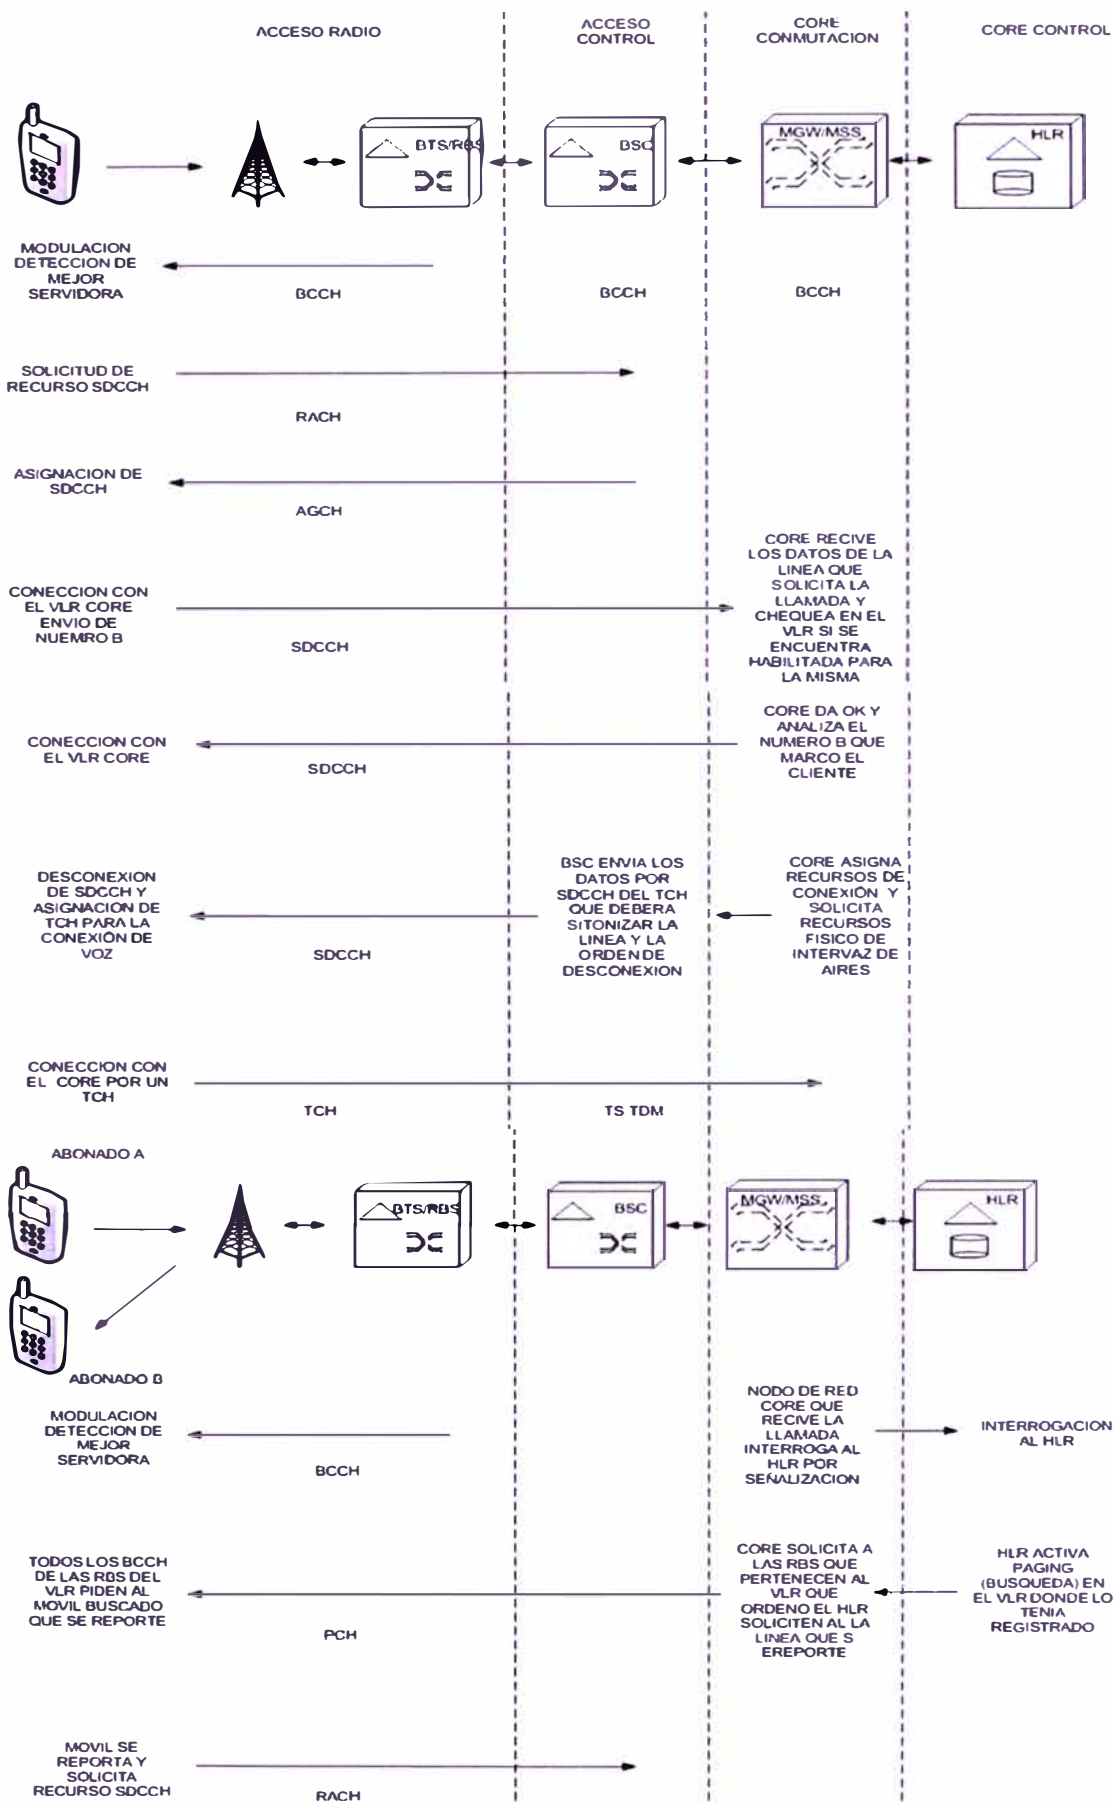 ACCESO RADIO
ACCESO
CONTROL
CORE
CONMUTACION
CORE CONTROL
BTS/RBS
BSC
MGW/MSS
HLR
MODULACION
DETECCION DE
MEJOR
SERVIDORA
BCCH
BCCH
BCCH
SOLICITUD DE
RECURSO SDCCH
RACH
ASIGNACION DE
SDCCH
AGCH
CONECCION CON
EL VLR CORE
ENVIO DE
NUEMRO B
SDCCH
CORE RECIVE
LOS DATOS DE LA
LINEA QUE
SOLICITA LA
LLAMADA Y
CHEQUEA EN EL
VLR SI SE
ENCUENTRA
HABILITADA PARA
LA MISMA
CONECCION CON
EL VLR CORE
SDCCH
CORE DA OK Y
ANALIZA EL
NUMERO B QUE
MARCO EL
CLIENTE
DESCONEXION
DE SDCCH Y
ASIGNACION DE
TCH PARA LA
CONEXIÓN DE
VOZ
SDCCH
BSC ENVIA LOS
DATOS POR
SDCCH DEL TCH
QUE DEBERA
SITONIZAR LA
LINEA Y LA
ORDEN DE
DESCONEXION
CORE ASIGNA
RECURSOS DE
CONEXIÓN Y
SOLICITA
RECURSOS
FISICO DE
INTERVAZ DE
AIRES
CONECCION CON
EL CORE POR UN
TCH
TCH
TS TDM
ABONADO A
BTS/RBS
BSC
MGW/MSS
HLR
ABONADO B
MODULACION
DETECCION DE
MEJOR
SERVIDORA
BCCH
NODO DE RED
CORE QUE
RECIVE LA
LLAMADA
INTERROGA AL
HLR POR
SEÑALIZACION
INTERROGACION
AL HLR
TODOS LOS BCCH
DE LAS RBS DEL
VLR PIDEN AL
MOVIL BUSCADO
QUE SE REPORTE
PCH
CORE SOLICITA A
LAS RBS QUE
PERTENECEN AL
VLR QUE
ORDENO EL HLR
SOLICITEN AL LA
LINEA QUE S
EREPORTE
HLR ACTIVA
PAGING
(BUSQUEDA) EN
EL VLR DONDE LO
TENIA
REGISTRADO
MOVIL SE
REPORTA Y
SOLICITA
RECURSO SDCCH
RACH